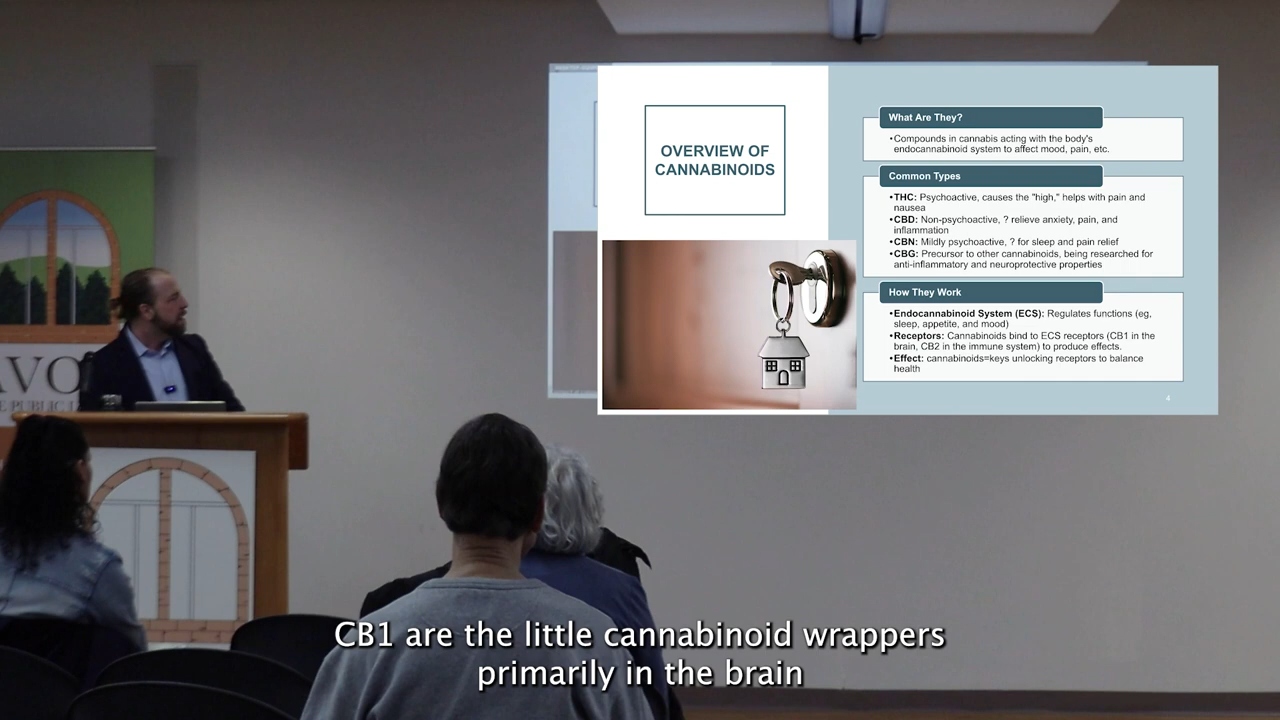 OVERVIEW OF
CANNABINOIDS
What Are They?
•Compounds in cannabis acting with the body's
endocannabinoid system to affect mood, pain, etc.
Common Types
•THC: Psychoactive, causes the "high," helps with pain and
nausea
•CBD: Non-psychoactive, ? relieve anxiety, pain, and
inflammation
•CBN: Mildly psychoactive, ? for sleep and pain relief
•CBG: Precursor to other cannabinoids, being researched for
anti-inflammatory and neuroprotective properties
How They Work
•Endocannabinoid System (ECS): Regulates functions (eg,
sleep, appetite, and mood)
•Receptors: Cannabinoids bind to ECS receptors (CB1 in the
brain, CB2 in the immune system) to produce effects.
•Effect: cannabinoids=keys unlocking receptors to balance
health
4
AVO
E PUBLIC
CB1 are the little cannabinoid wrappers
primarily in the brain